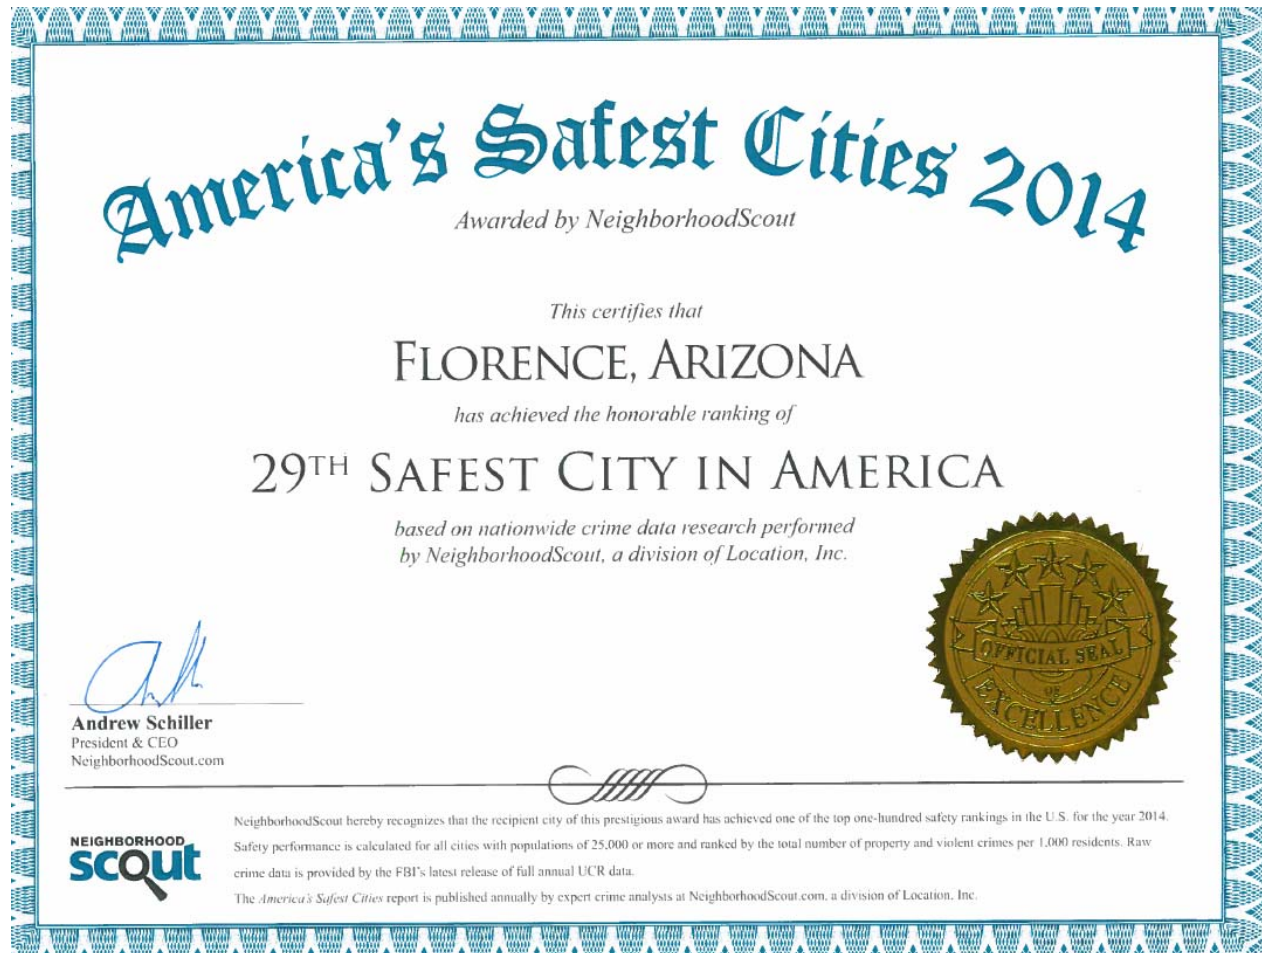 America's Safest Cities 2014
Awarded by NeighborhoodScout
This certifies that
FLORENCE, ARIZONA
has achieved the honorable ranking of
29TH SAFEST CITY IN AMERICA
based on nationwide crime data research performed
by NeighborhoodScout, a division of Location, Inc.
OFFICIAL SEAL
OF
EXCELLENCE
Andrew Schiller
President & CEO
NeighborhoodScout.com
NEIGHBORHOOD
scout
NeighborhoodScout hereby recognizes that the recipient city of this prestigious award has achieved one of the top one-hundred safety rankings in the U.S. for the year 2014.
Safety performance is calculated for all cities with populations of 25,000 or more and ranked by the total number of property and violent crimes per 1,000 residents. Raw
crime data is provided by the FBI's latest release of full annual UCR data.
The America's Safest Cities report is published annually by expert crime analysts at NeighborhoodScout.com, a division of Location, Inc.